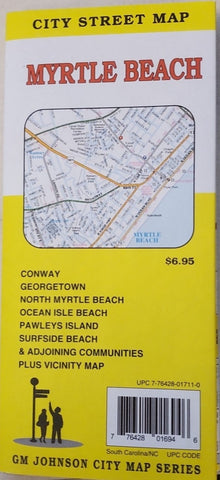 CITY STREET MAP
MYRTLE BEACH
MYRTLE
BEACH
$6.95
CONWAY
GEORGETOWN
NORTH MYRTLE BEACH
OCEAN ISLE BEACH
PAWLEYS ISLAND
SURFSIDE BEACH
& ADJOINING COMMUNITIES
PLUS VICINITY MAP
UPC 7-76428-01711-0
7 76428 01694 6
South Carolina/NC UPC CODE
GM JOHNSON CITY MAP SERIES